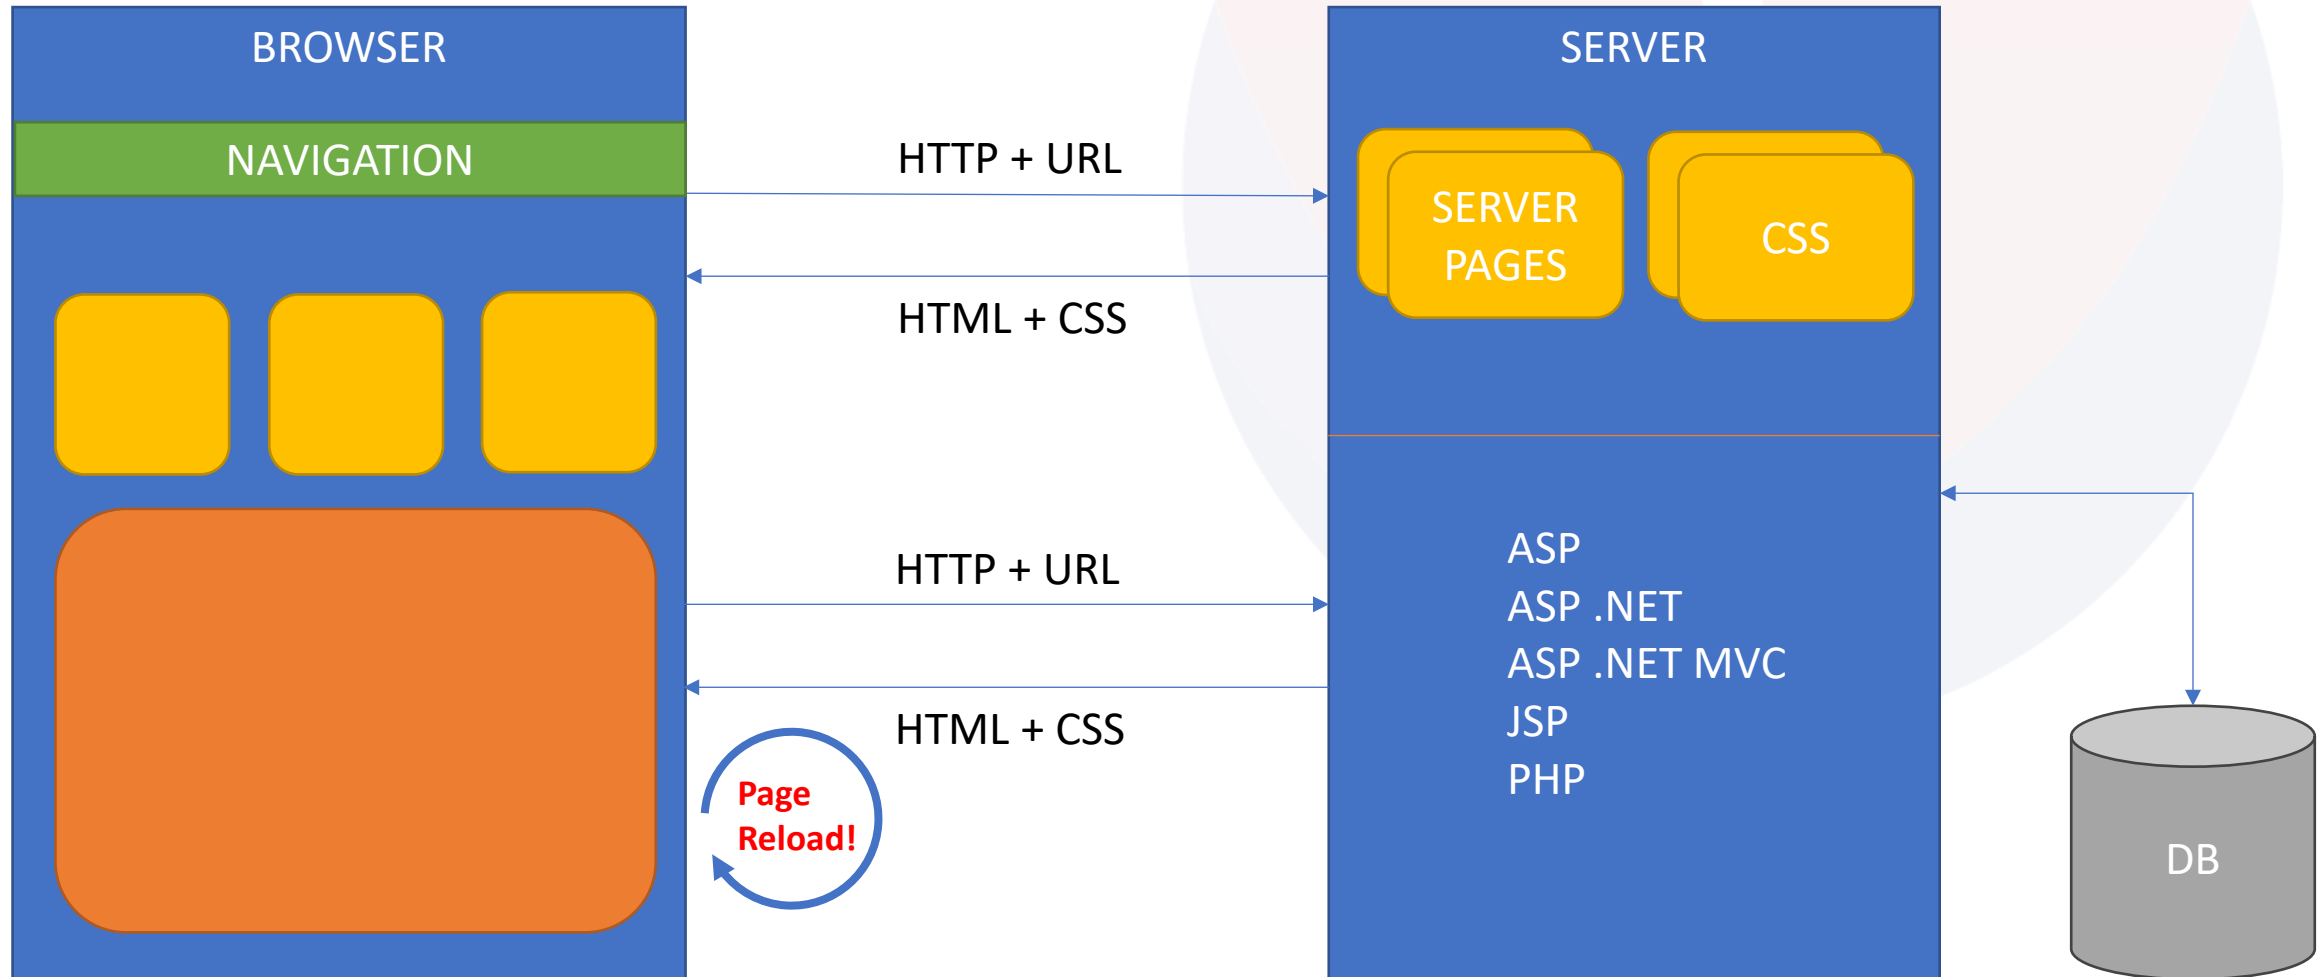 BROWSER
NAVIGATION
HTTP + URL
HTML + CSS
HTTP + URL
HTML + CSS
Page
Reload!
SERVER
SERVER
PAGES
CSS
ASP
ASP .NET
ASP .NET MVC
JSP
PHP
DB